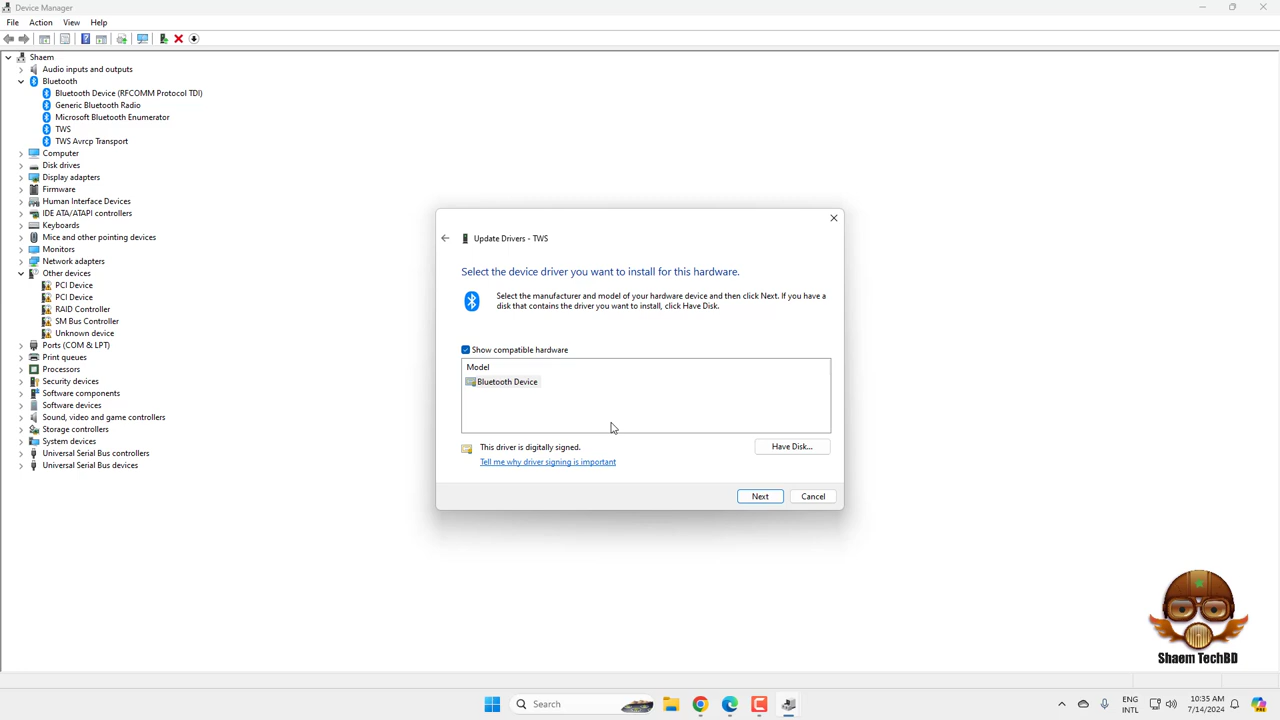 Device Manager
File Action View Help
Shaem
Audio inputs and outputs
Bluetooth
Bluetooth Device (RFCOMM Protocol TDI)
Generic Bluetooth Radio
Microsoft Bluetooth Enumerator
TWS
TWS Avrcp Transport
Computer
Disk drives
Display adapters
Firmware
Human Interface Devices
IDE ATA/ATAPI controllers
Keyboards
Mice and other pointing devices
Monitors
Network adapters
Other devices
PCI Device
PCI Device
RAID Controller
SM Bus Controller
Unknown device
Ports (COM & LPT)
Print queues
Processors
Security devices
Software components
Software devices
Sound, video and game controllers
Storage controllers
System devices
Universal Serial Bus controllers
Universal Serial Bus devices
Update Drivers - TWS
Select the device driver you want to install for this hardware.
Select the manufacturer and model of your hardware device and then click Next. If you have a
disk that contains the driver you want to install, click Have Disk.
Show compatible hardware
Model
Bluetooth Device
This driver is digitally signed.
Have Disk...
Tell me why driver signing is important
Next Cancel
Shaem TechBD
Search
ENG
INTL
10:35 AM
7/14/2024